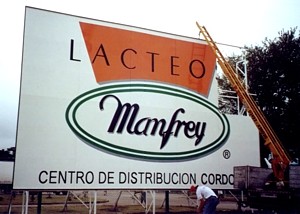 LACTEO
Manfrey
®
CENTRO DE DISTRIBUCION CORDO